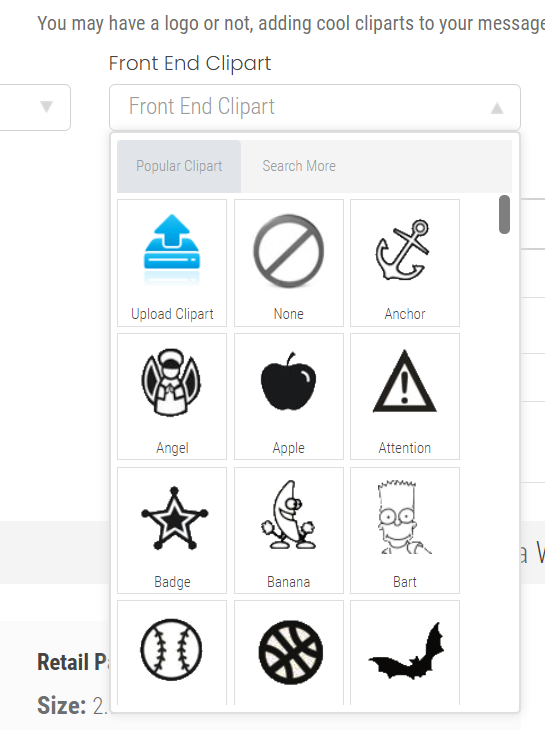 You may have a logo or not, adding cool cliparts to your message
Front End Clipart
Front End Clipart
Popular Clipart Search More
Upload Clipart None Anchor
Angel Apple Attention
Badge Banana Bart
Retail
Size: 2.